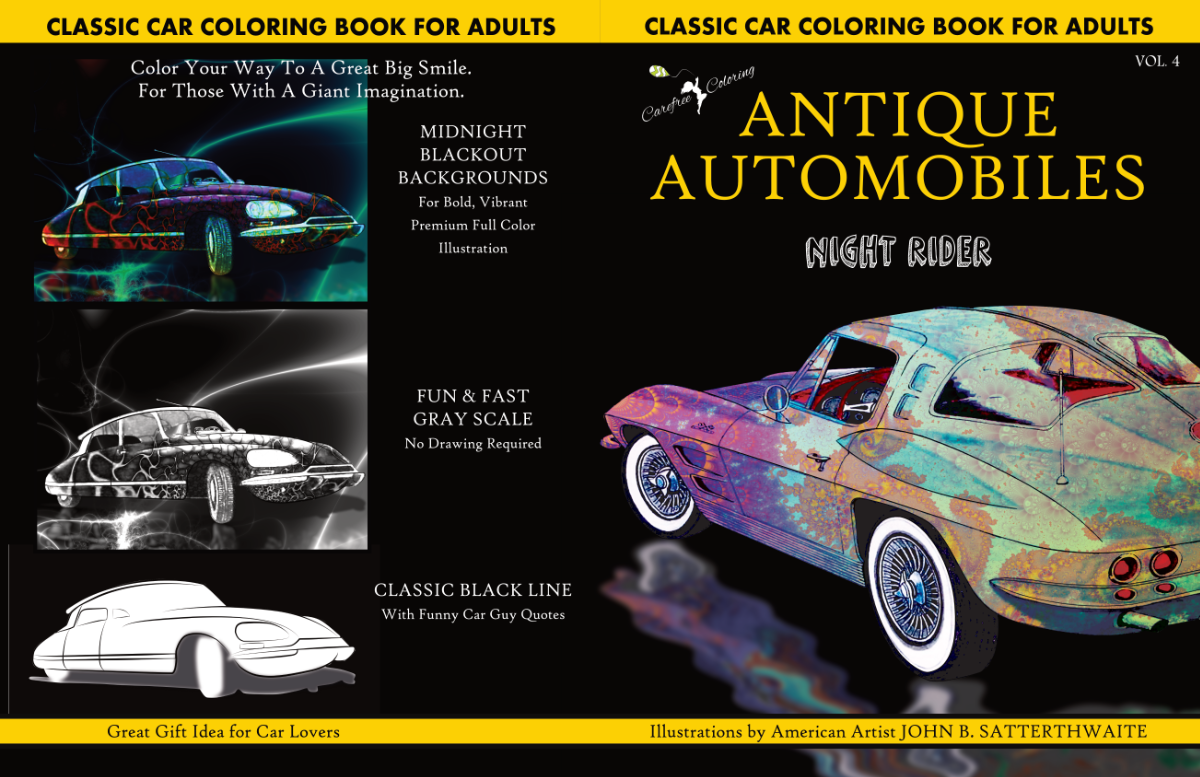 CLASSIC CAR COLORING BOOK FOR ADULTS
Color Your Way To A Great Big Smile.
For Those With A Giant Imagination.
MIDNIGHT
BLACKOUT
BACKGROUNDS
For Bold, Vibrant
Premium Full Color
Illustration
FUN & FAST
GRAY SCALE
No Drawing Required
CLASSIC BLACK LINE
With Funny Car Guy Quotes
Great Gift Idea for Car Lovers
CLASSIC CAR COLORING BOOK FOR ADULTS
VOL. 4
Carefree Coloring
ANTIQUE
AUTOMOBILES
NIGHT RIDER
Illustrations by American Artist JOHN B. SATTERTHWAITE